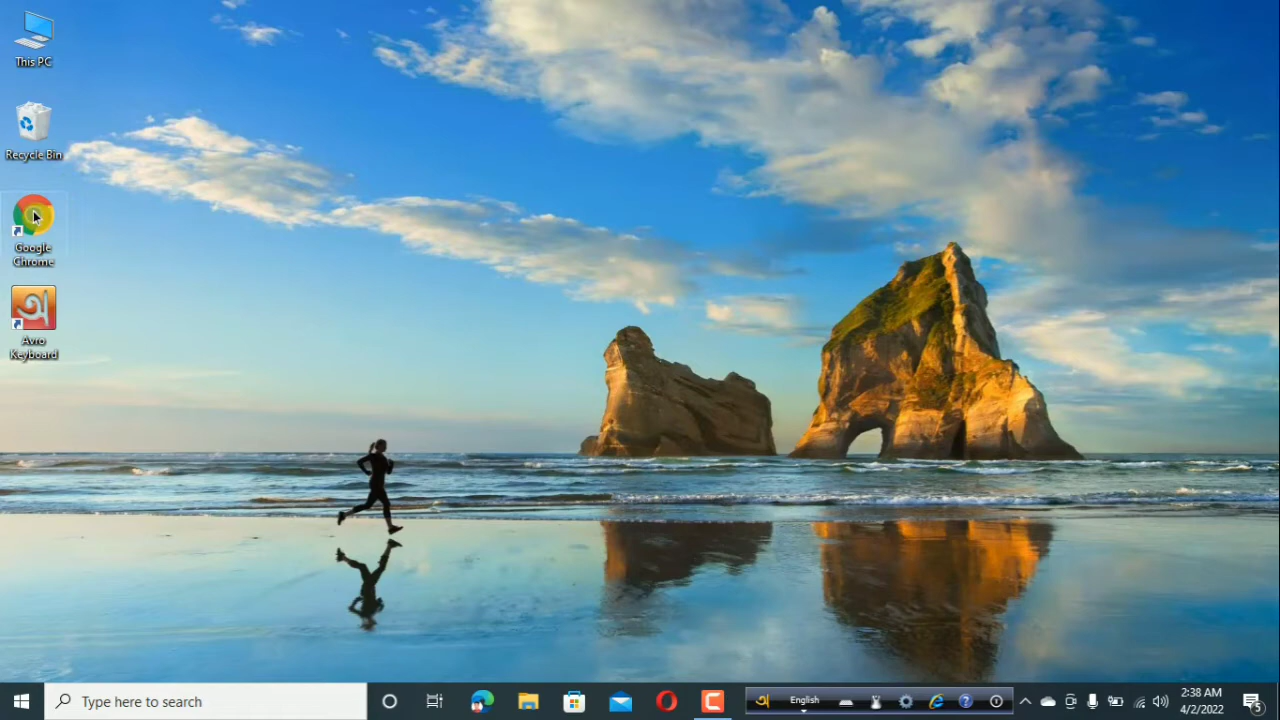 This PC
Recycle Bin
Google
Chrome
Avro
Keyboard
Type here to search
English
2:38 AM
4/2/2022
5